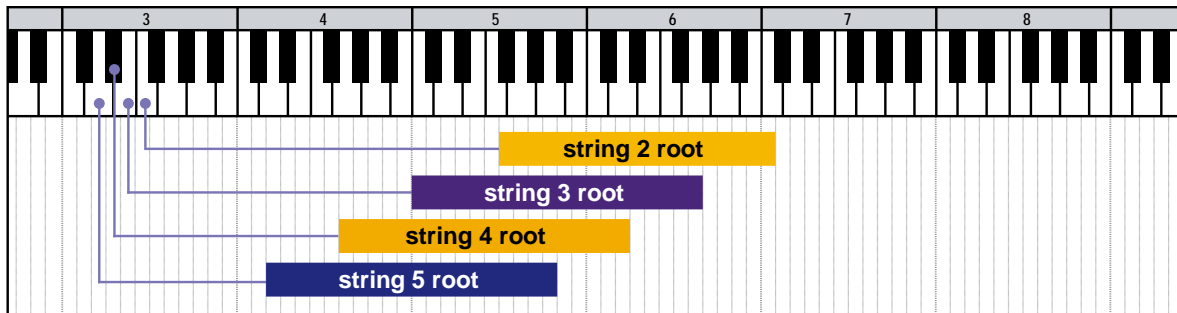 3 4 5 6 7 8
string 2 root
string 3 root
string 4 root
string 5 root